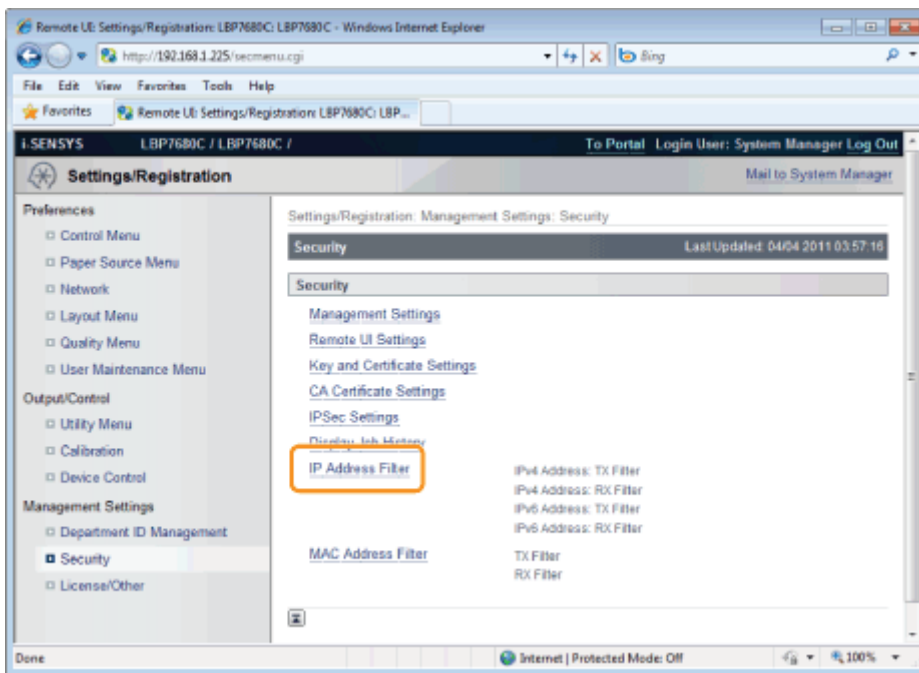 Remote UI: Settings/Registration: LBP7680C: LBP7680C - Windows Internet Explorer
http://192.168.1.225/secmenu.cgi
Bing
File Edit View Favorites Tools Help
Favorites
Remote UI: Settings/Registration: LBP7680C: LBP...
i-SENSYS LBP7680C / LBP7680C /
To Portal Login User: System Manager Log Out
Settings/Registration
Mail to System Manager
Preferences
Control Menu
Paper Source Menu
Network
Layout Menu
Quality Menu
User Maintenance Menu
Output/Control
Utility Menu
Calibration
Device Control
Management Settings
Department ID Management
Security
License/Other
Settings/Registration: Management Settings: Security
Security
Last Updated: 04/04 2011 03:57:16
Security
Management Settings
Remote UI Settings
Key and Certificate Settings
CA Certificate Settings
IPSec Settings
Display Job History
IP Address Filter
IPv4 Address: TX Filter
IPv4 Address: RX Filter
IPv6 Address: TX Filter
IPv6 Address: RX Filter
MAC Address Filter
TX Filter
RX Filter
Done
Internet | Protected Mode: Off
100%